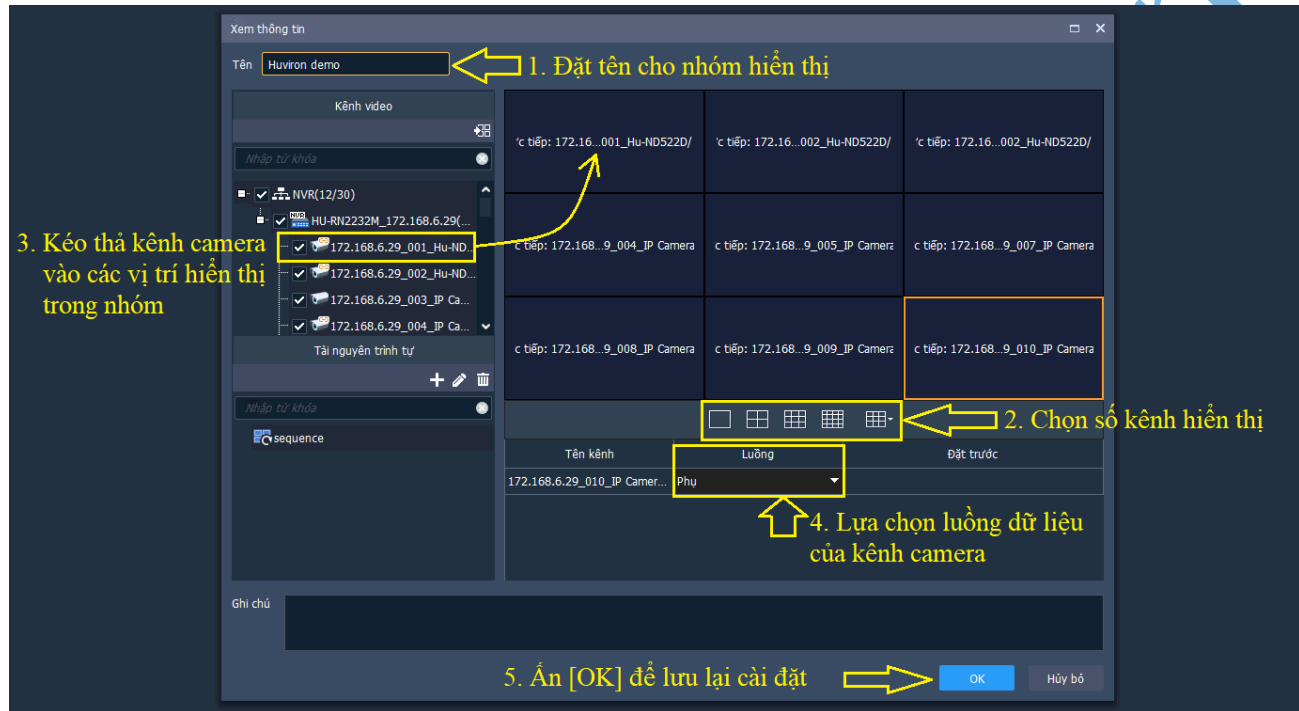 Xem thông tin
Tên Huviron demo
1. Đặt tên cho nhóm hiển thị
Kênh video
Nhập từ khóa
NVR(12/30)
HU-RN2232M_172.168.6.29(...
172.168.6.29_001_Hu-ND...
172.168.6.29_002_Hu-ND...
172.168.6.29_003_IP Ca...
172.168.6.29_004_IP Ca...
3. Kéo thả kênh camera
vào các vị trí hiển thị
trong nhóm
Tài nguyên trình tự
Nhập từ khóa
sequence
'c tiếp: 172.16...001_Hu-ND522D/
'c tiếp: 172.16...002_Hu-ND522D/
'c tiếp: 172.16...002_Hu-ND522D/
c tiếp: 172.168...9_004_IP Camera
c tiếp: 172.168...9_005_IP Camera
c tiếp: 172.168...9_007_IP Camera
c tiếp: 172.168...9_008_IP Camera
c tiếp: 172.168...9_009_IP Camera
c tiếp: 172.168...9_010_IP Camera
2. Chọn số kênh hiển thị
Tên kênh Luồng Đặt trước
172.168.6.29_010_IP Camer... Phụ
4. Lựa chọn luồng dữ liệu
của kênh camera
Ghi chú
5. Ấn [OK] để lưu lại cài đặt
OK Hủy bỏ